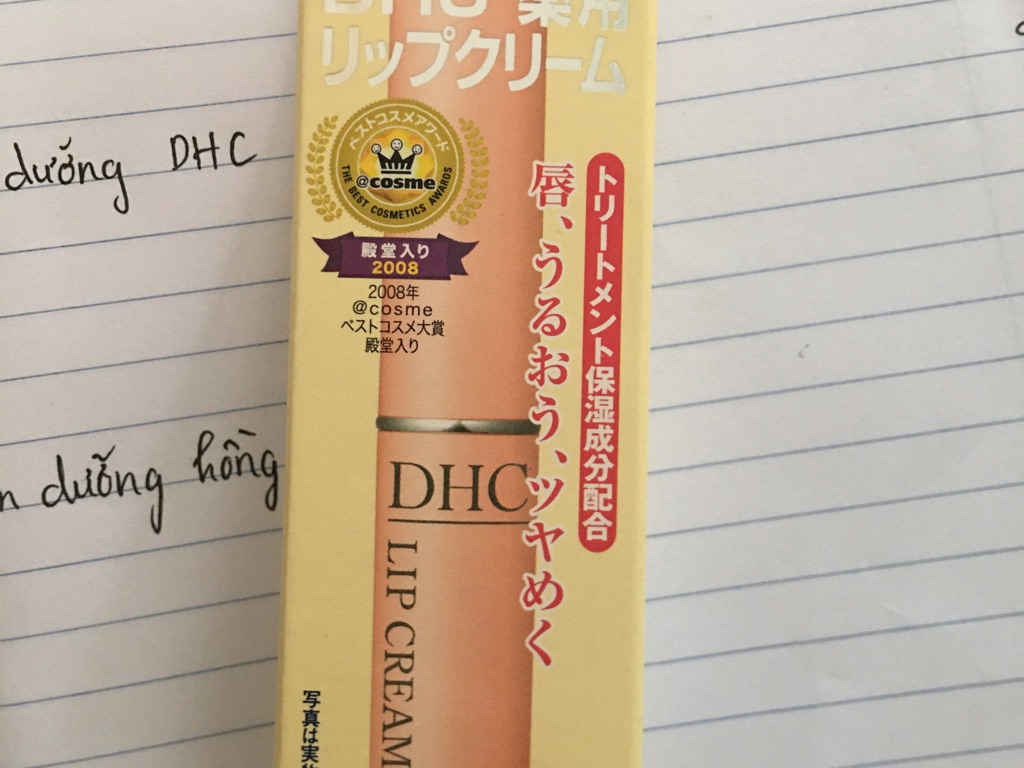 DHC 薬用
リップクリーム
ベストコスメアワード
@cosme
THE BEST COSMETICS AWARDS
殿堂入り
2008
2008年
@cosme
ベストコスメ大賞
殿堂入り
トリートメント保湿成分配合
唇、うるおう、ツヤめく
DHC
LIP CREAM
写真は実物
dưỡng DHC
dưỡng hồng